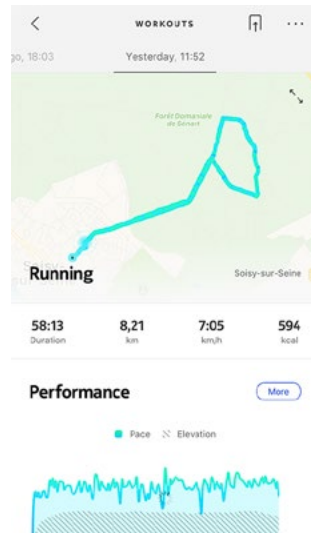 WORKOUTS
go, 18:03 Yesterday, 11:52
Forêt Domaniale
de Sénart
Running
Soisy-sur-Seine
58:13 8,21 7:05 594
Duration km km/h kcal
Performance More
Pace Elevation